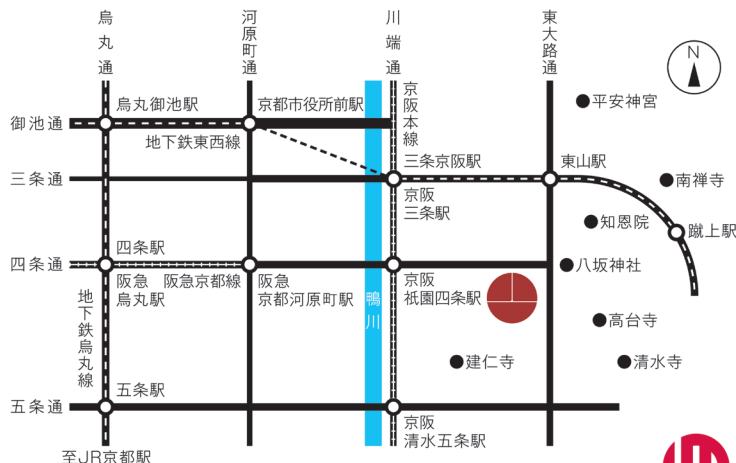 烏丸通
河原町通
川端通
東大路通
N
京阪本線
平安神宮
烏丸御池駅
京都市役所前駅
御池通
地下鉄東西線
三条京阪駅
東山駅
三条通
南禅寺
京阪
三条駅
知恩院
蹴上駅
四条駅
四条通
八坂神社
阪急
烏丸駅
阪急京都線
阪急
京都河原町駅
鴨川
京阪
祇園四条駅
地下鉄烏丸線
高台寺
建仁寺
清水寺
五条駅
五条通
京阪
清水五条駅
至JR京都駅